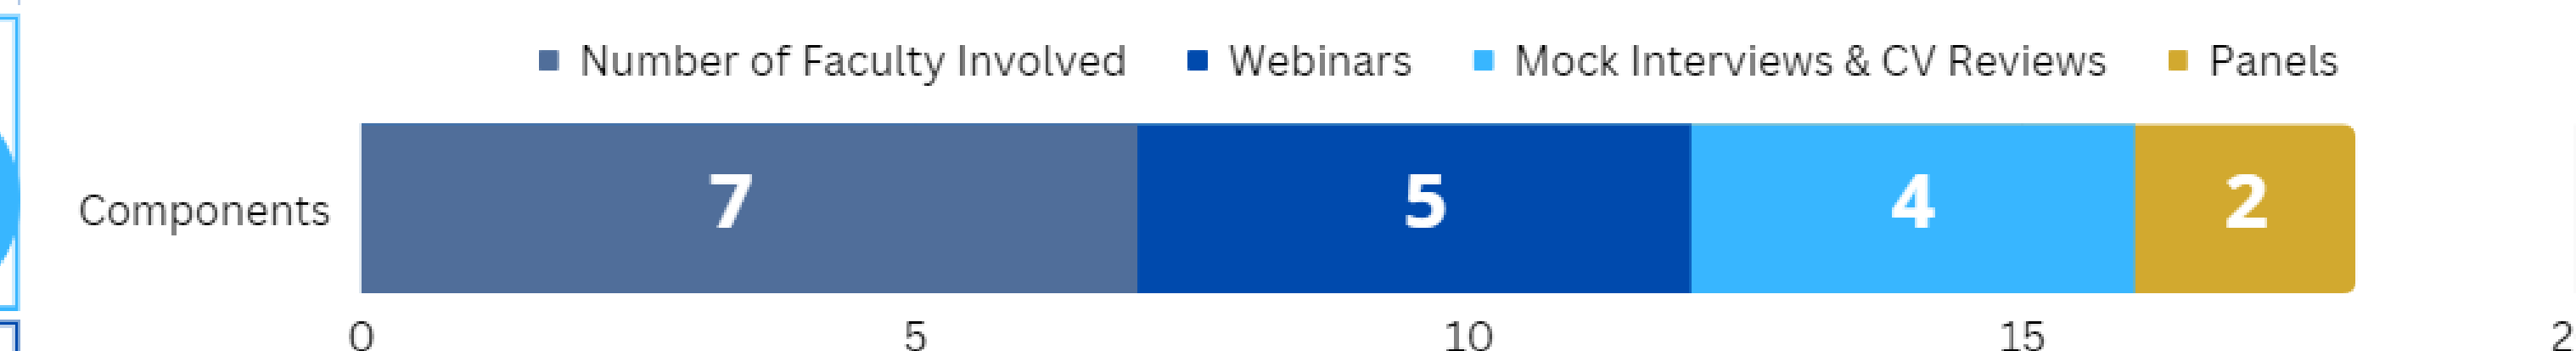 Number of Faculty Involved Webinars Mock Interviews & CV Reviews Panels
Components 7 5 4 2
0 5 10 15